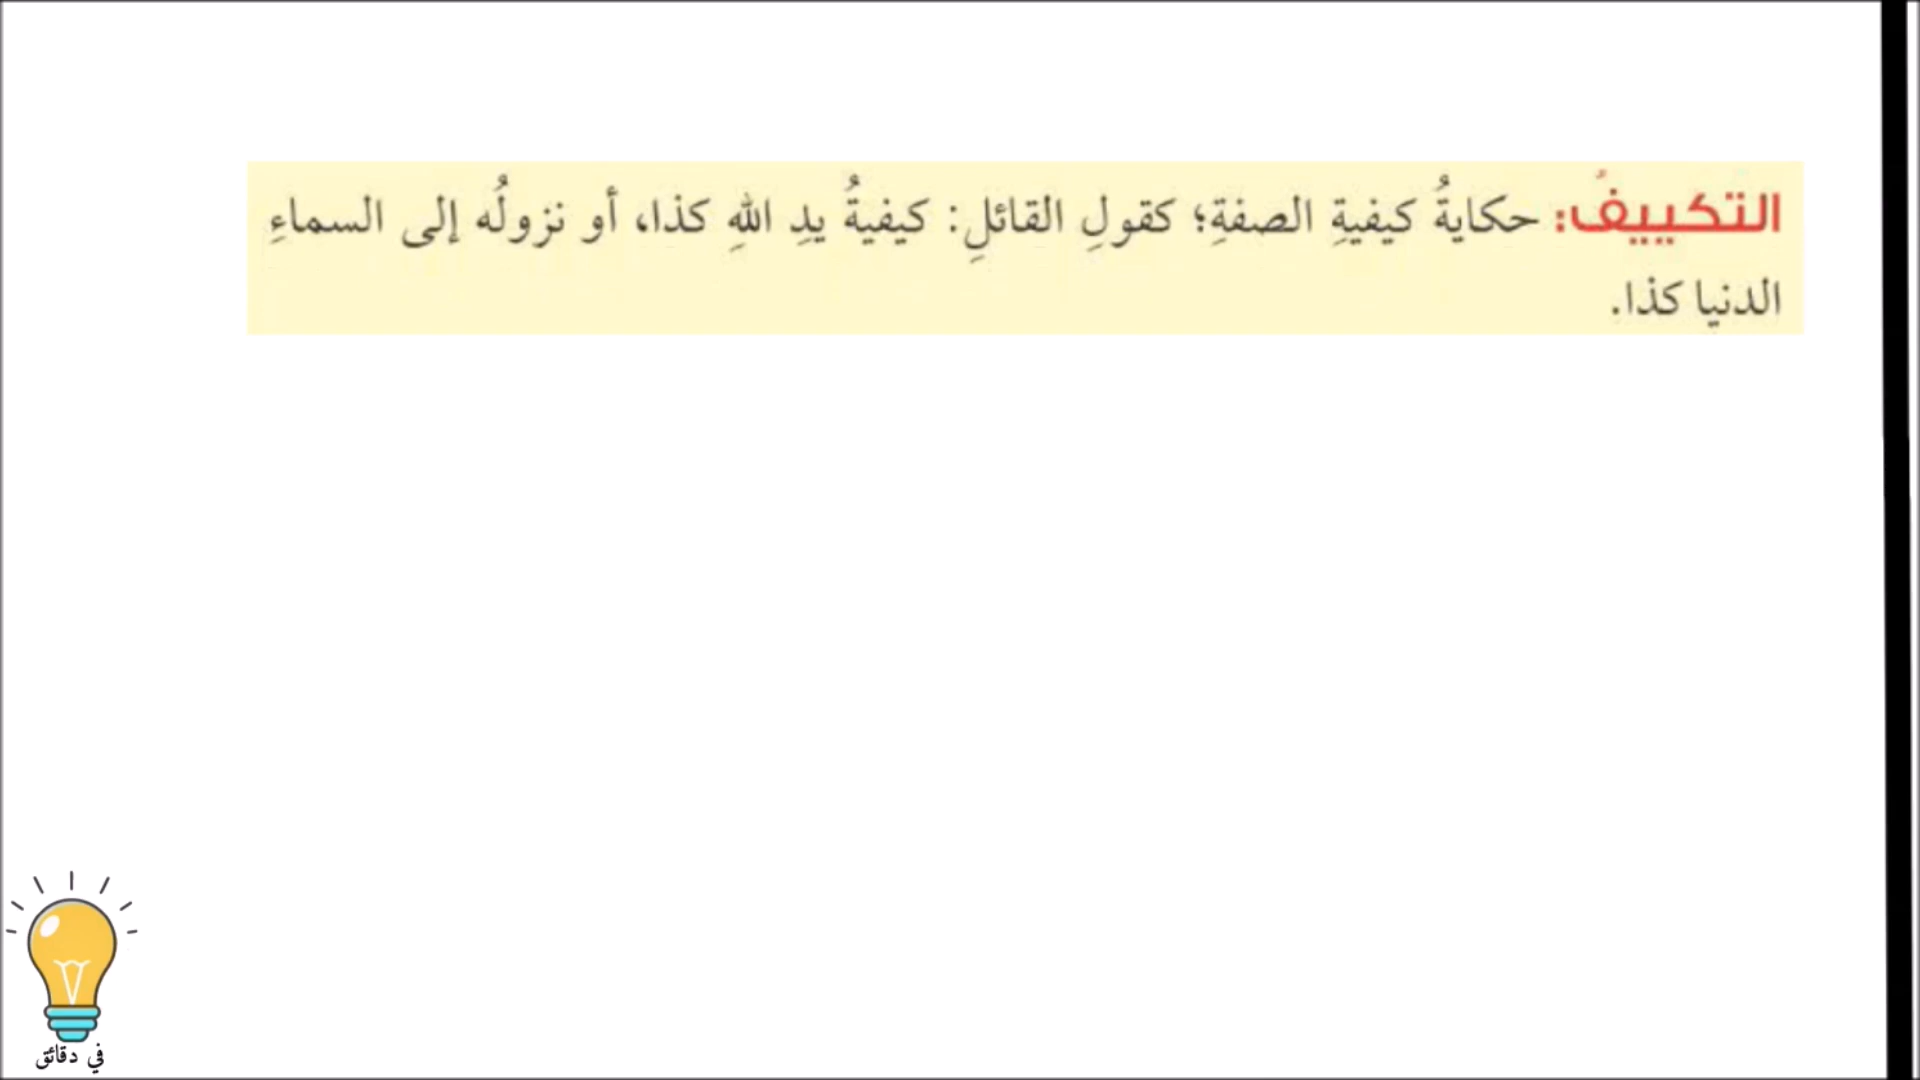 التكييفُ: حكايةُ كيفيةِ الصفةِ؛ كقولِ القائلِ: كيفيةُ يدِ اللهِ كذا، أو نزولُه إلى السماءِ
الدنيا كذا.
في دقائق